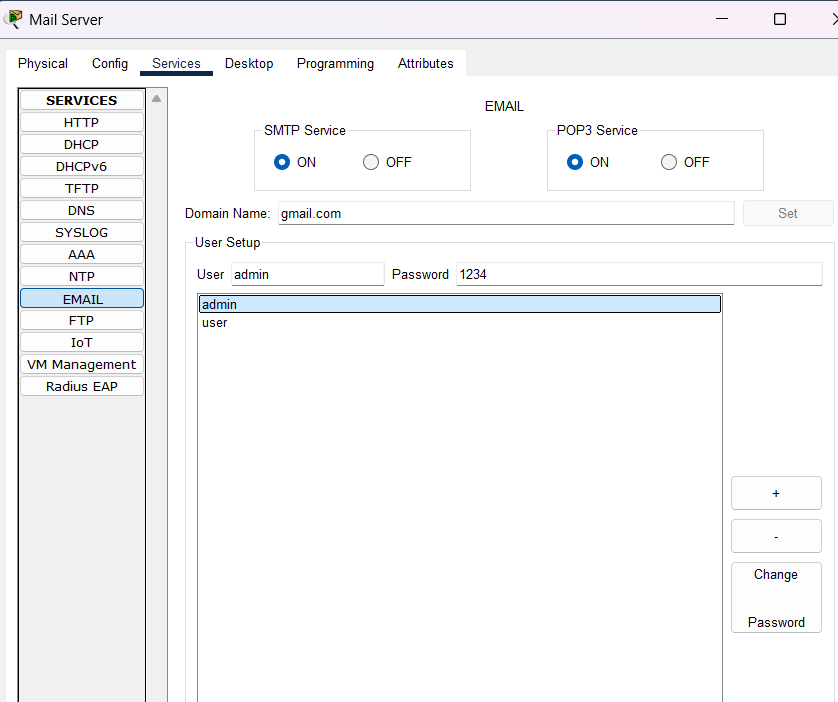 Mail Server
Physical Config Services Desktop Programming Attributes
SERVICES
HTTP
DHCP
DHCPv6
TFTP
DNS
SYSLOG
AAA
NTP
EMAIL
FTP
IoT
VM Management
Radius EAP
EMAIL
SMTP Service
ON OFF
POP3 Service
ON OFF
Domain Name: gmail.com Set
User Setup
User admin Password 1234
admin
user
+
-
Change
Password